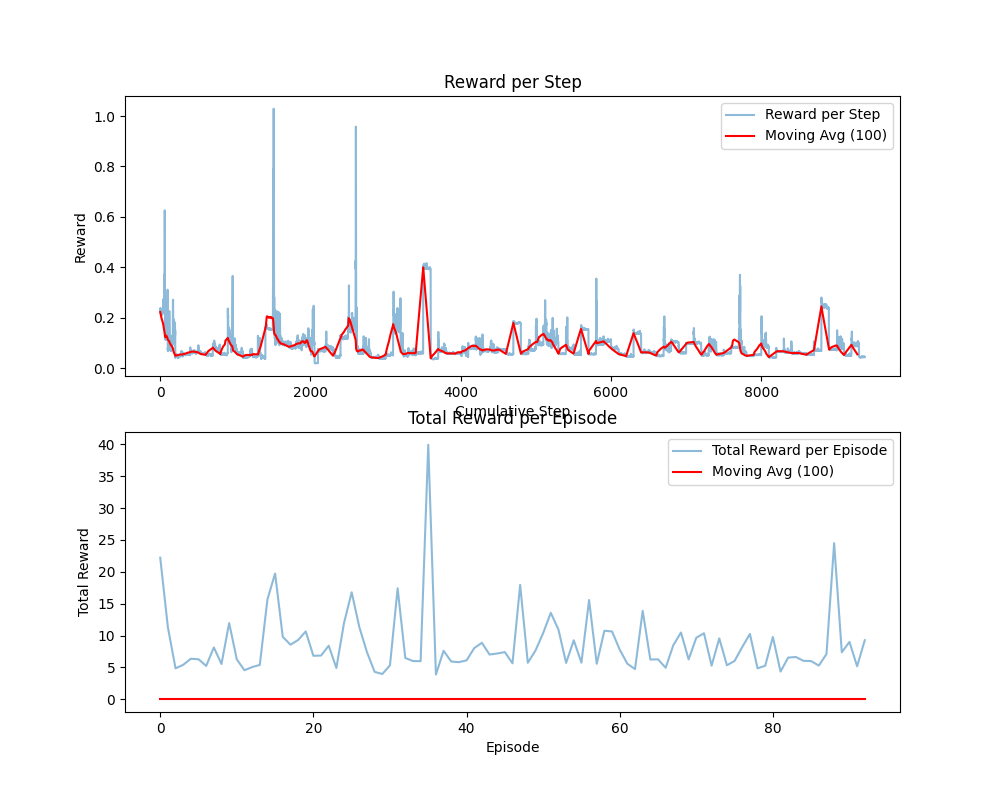 Reward per Step
Reward
1.0
0.8
0.6
0.4
0.2
0.0
Reward per Step
Moving Avg (100)
0 2000 4000 6000 8000
Cumulative Step
Total Reward per Episode
Total Reward
40
35
30
25
20
15
10
5
0
Total Reward per Episode
Moving Avg (100)
0 20 40 60 80
Episode